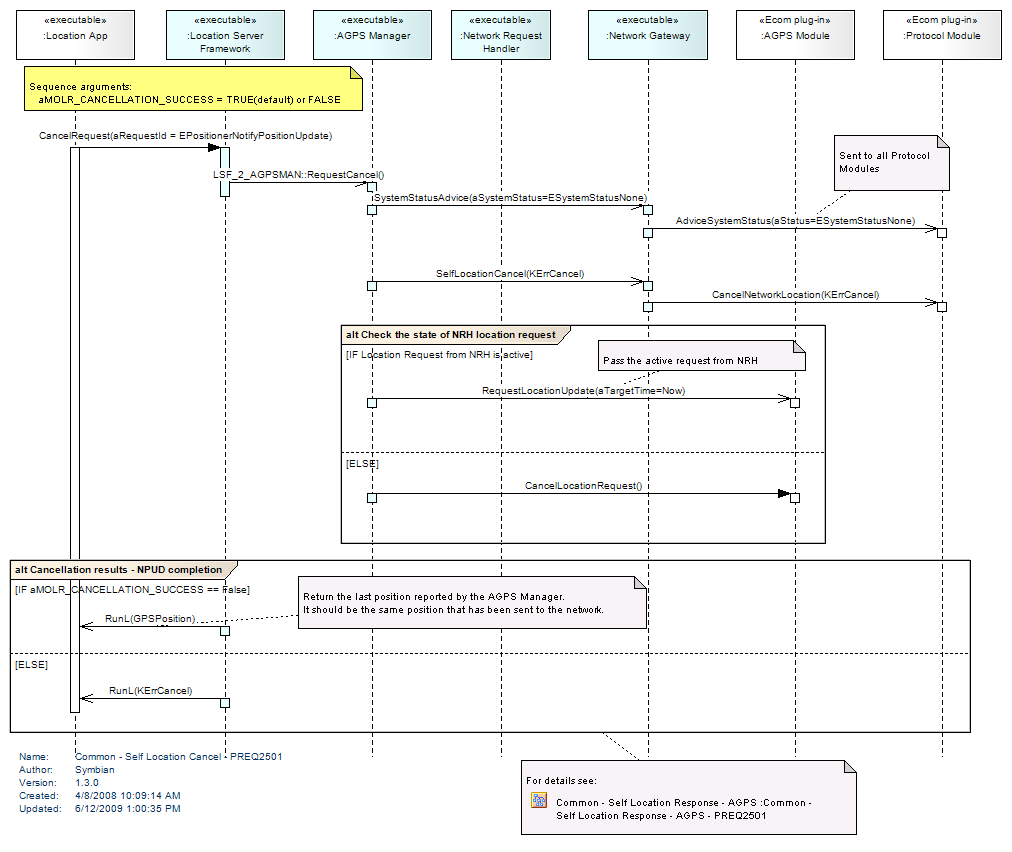 «executable»
:Location App
«executable»
:Location Server
Framework
«executable»
:AGPS Manager
«executable»
:Network Request
Handler
«executable»
:Network Gateway
«Ecom plug-in»
:AGPS Module
«Ecom plug-in»
:Protocol Module
Sequence arguments:
aMOLR_CANCELLATION_SUCCESS = TRUE(default) or FALSE
CancelRequest(aRequestId = EPositionerNotifyPositionUpdate)
Sent to all Protocol
Modules
LSF_2_AGPSMAN::RequestCancel()
SystemStatusAdvice(aSystemStatus=ESystemStatusNone)
AdviceSystemStatus(aStatus=ESystemStatusNone)
SelfLocationCancel(KErrCancel)
CancelNetworkLocation(KErrCancel)
alt Check the state of NRH location request
[IF Location Request from NRH is active]
Pass the active request from NRH
RequestLocationUpdate(aTargetTime=Now)
[ELSE]
CancelLocationRequest()
alt Cancellation results - NPUD completion
[IF aMOLR_CANCELLATION_SUCCESS == False]
Return the last position reported by the AGPS Manager.
It should be the same position that has been sent to the network.
RunL(GPSPosition)
[ELSE]
RunL(KErrCancel)
Name: Common - Self Location Cancel - PREQ2501
Author: Symbian
Version: 1.3.0
Created: 4/8/2008 10:09:14 AM
Updated: 6/12/2009 1:00:35 PM
For details see:
Common - Self Location Response - AGPS :Common -
Self Location Response - AGPS - PREQ2501